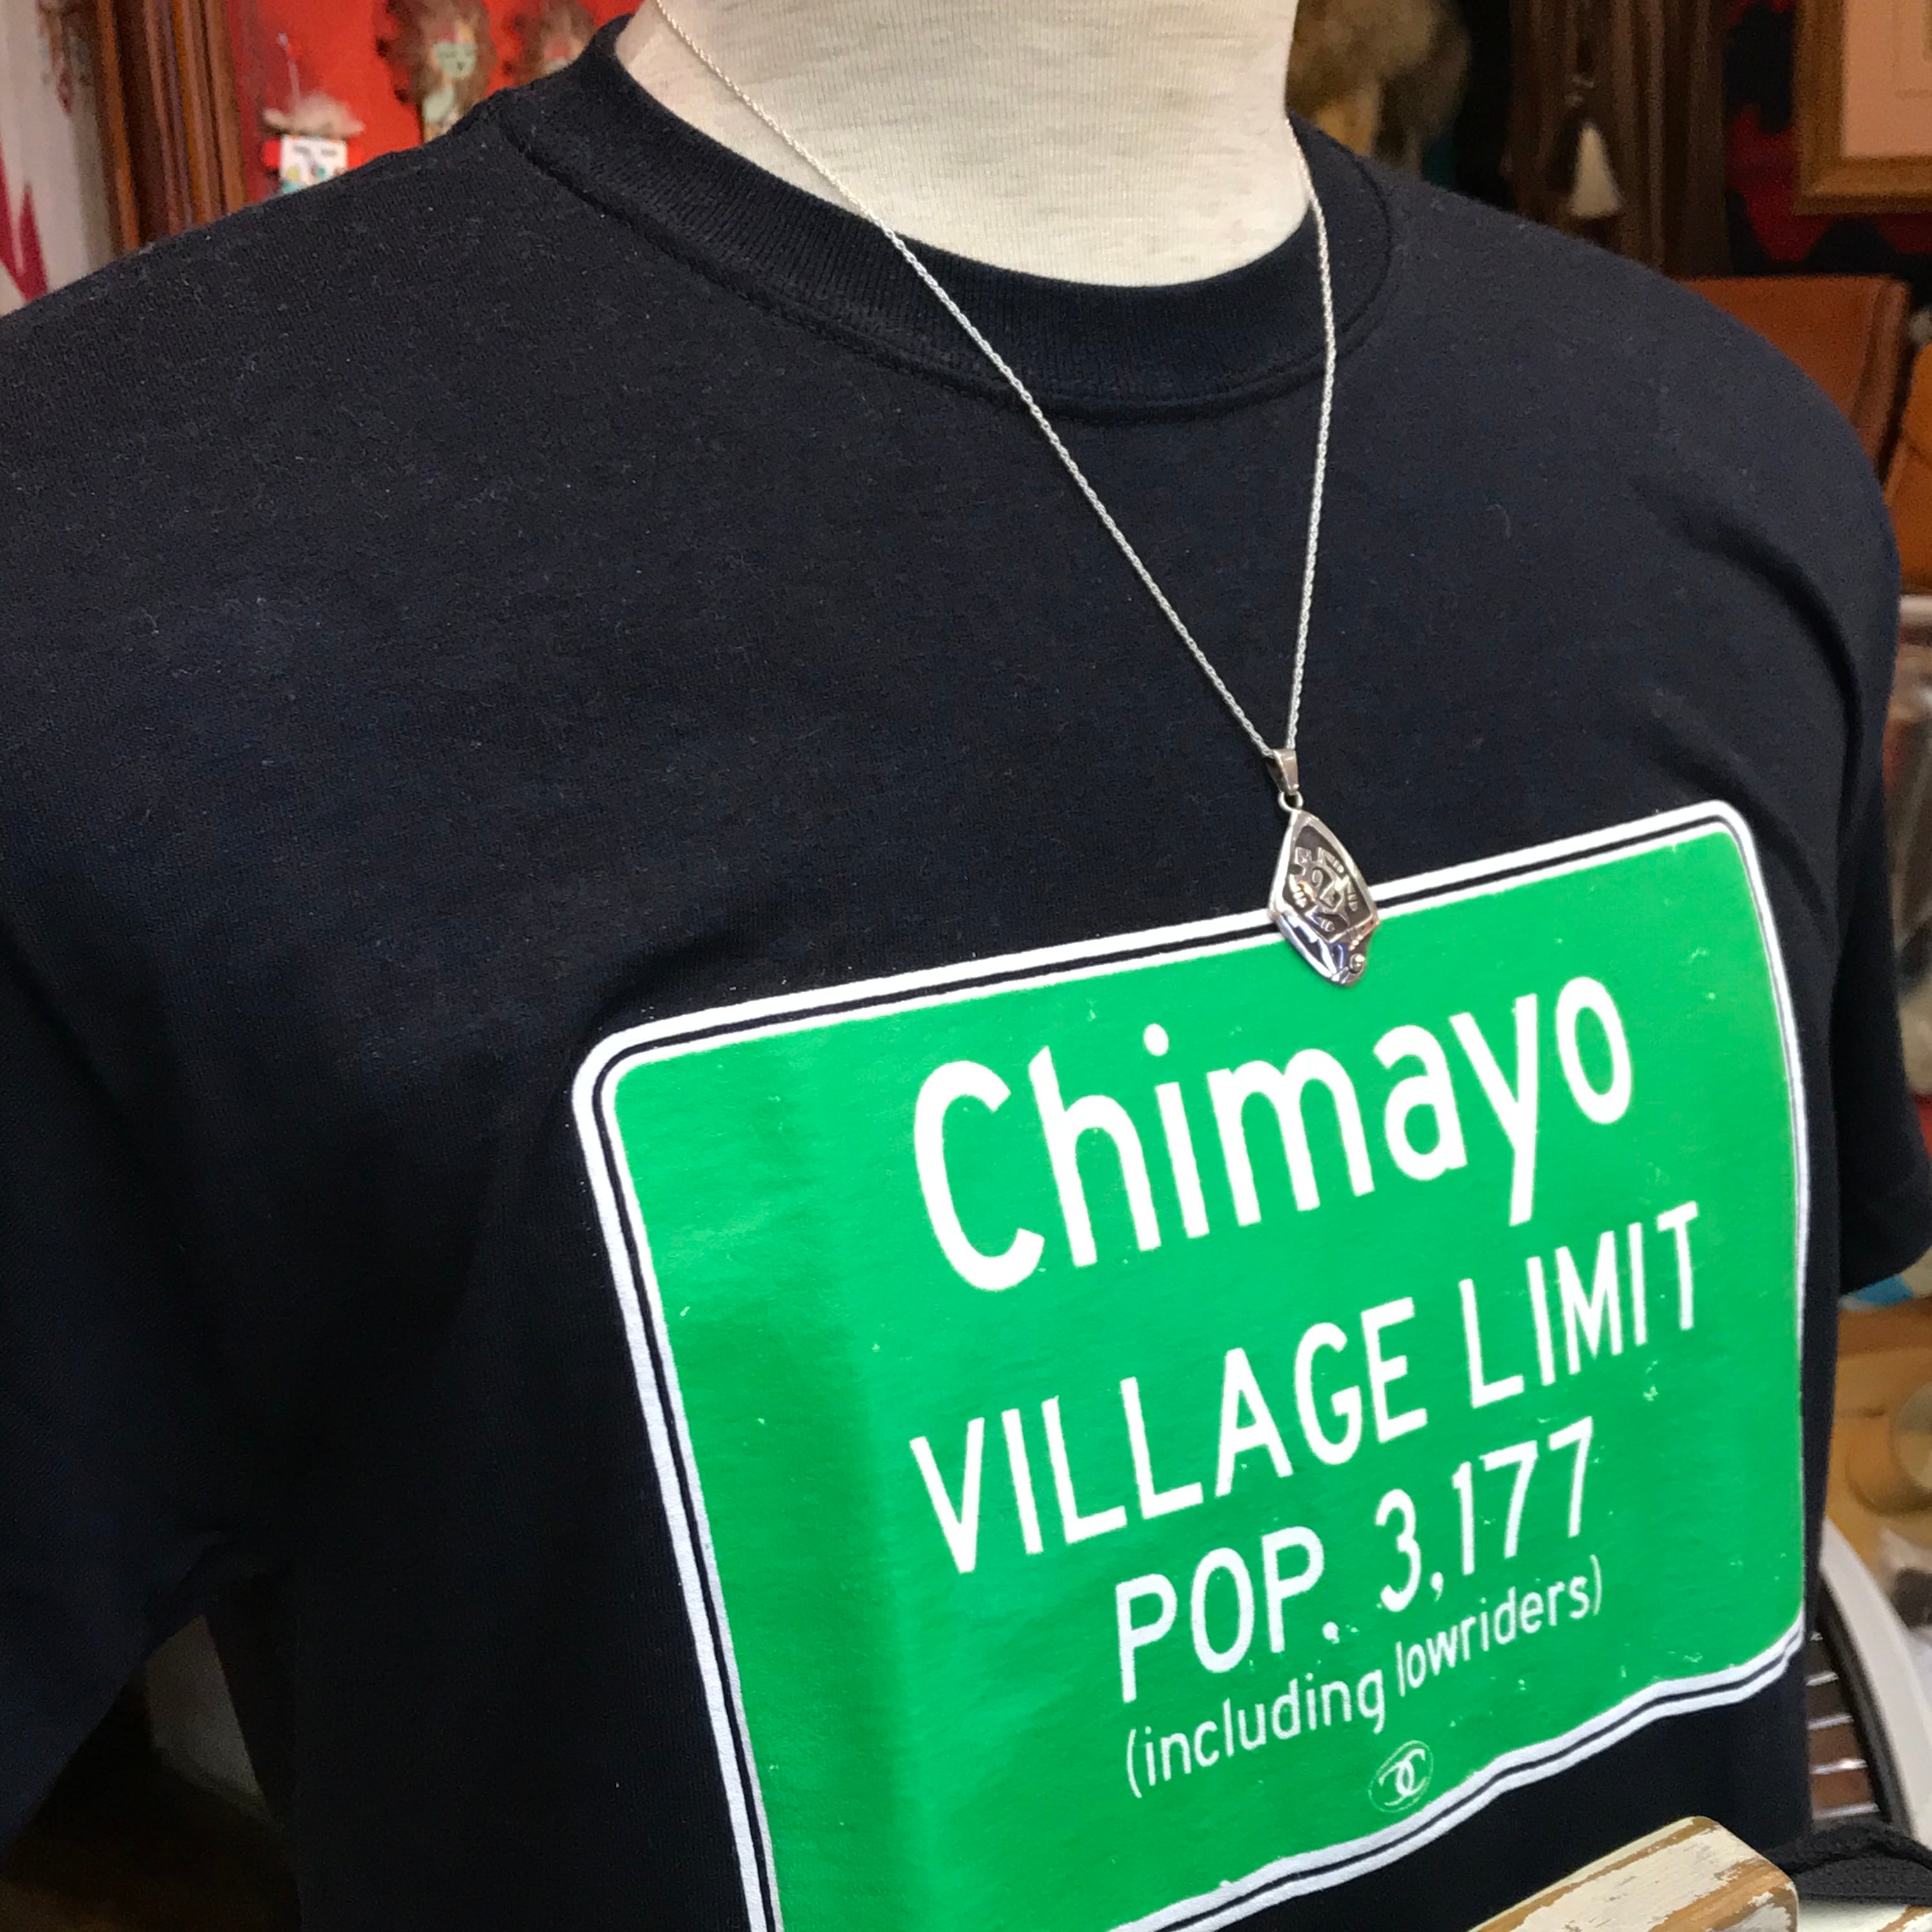 Chimayo
VILLAGE LIMIT
POP. 3,177
(including lowriders)